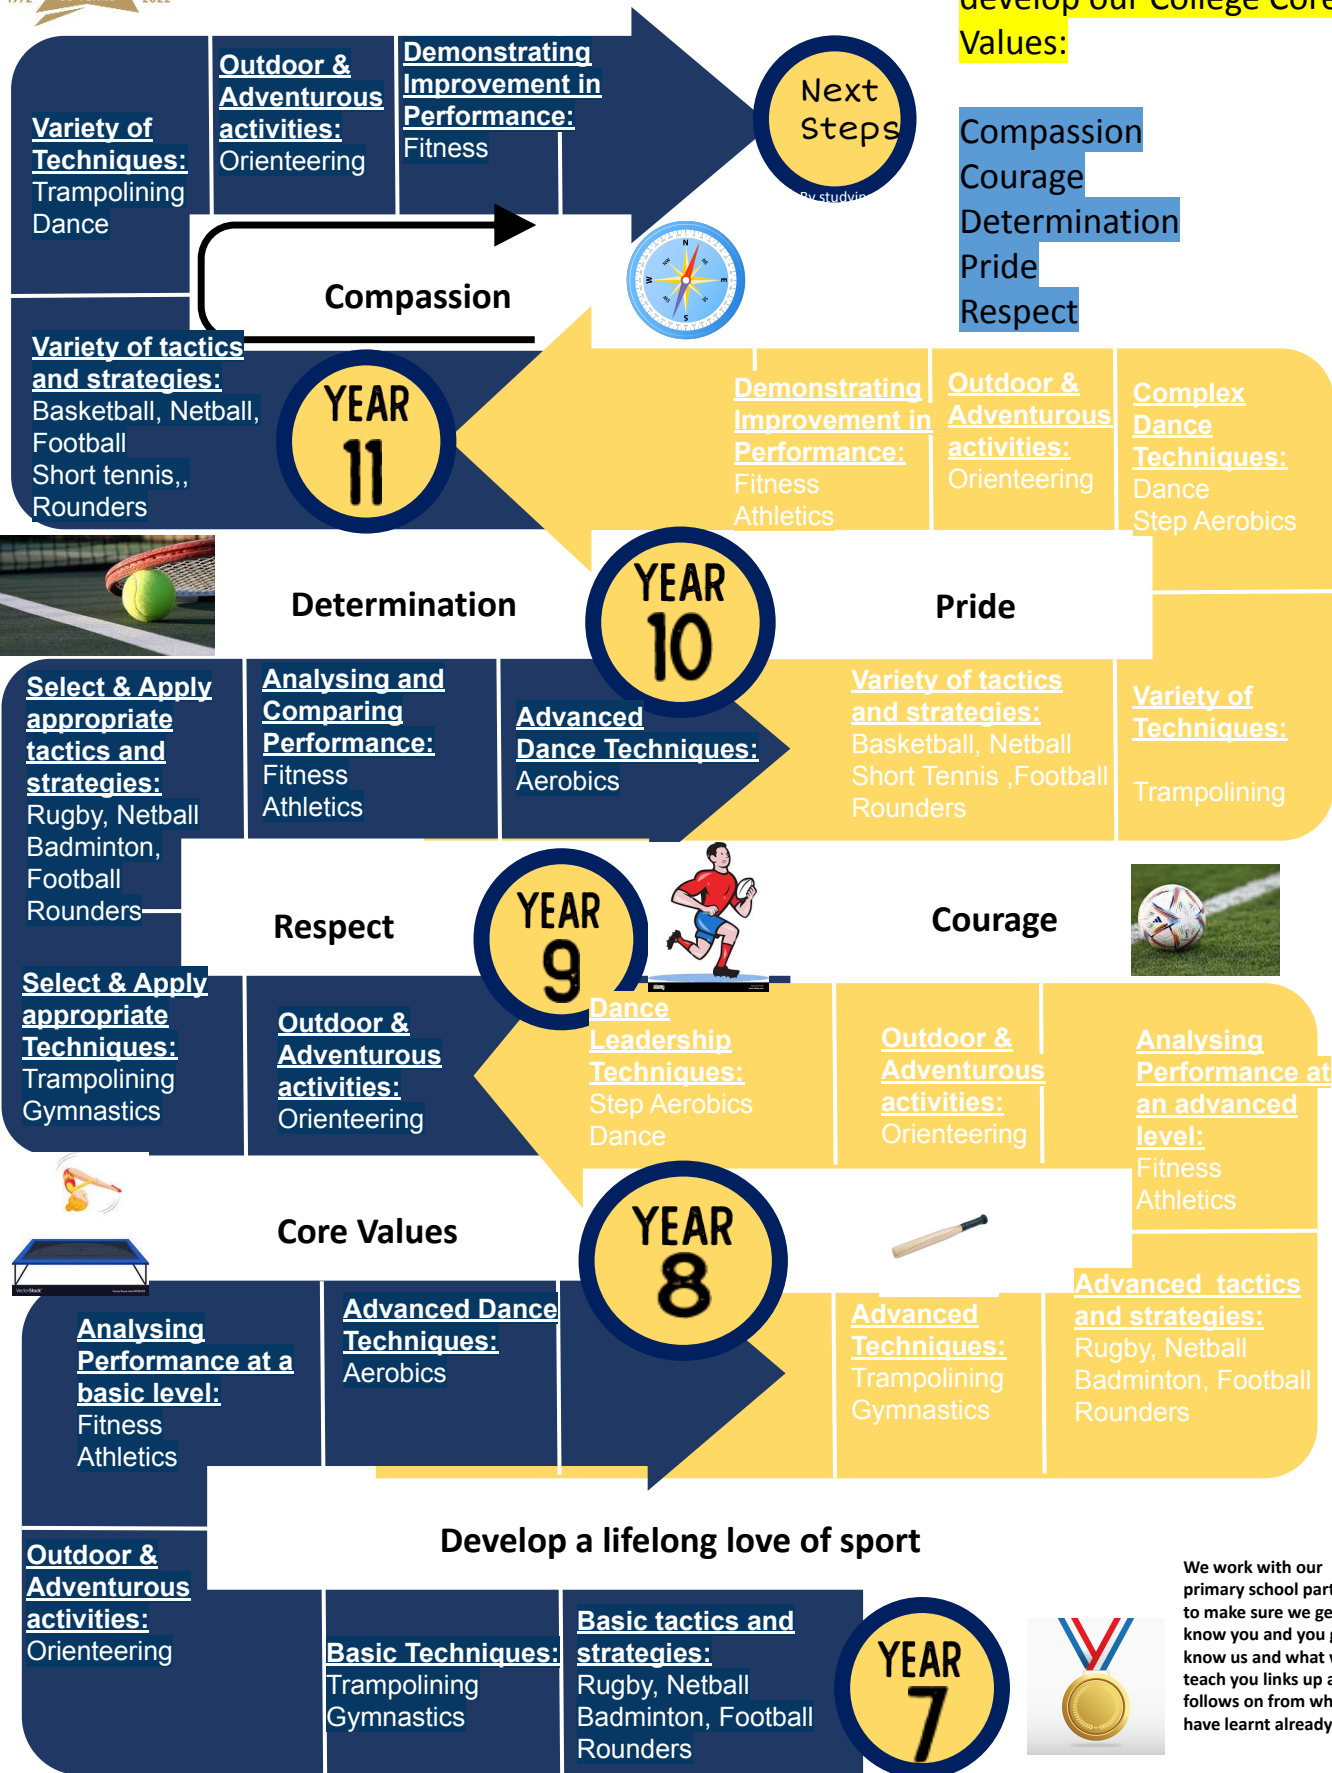 1972
2022
develop our College Core
Values:
Compassion
Courage
Determination
Pride
Respect
Variety of
Techniques:
Trampolining
Dance
Outdoor &
Adventurous
activities:
Orienteering
Demonstrating
Improvement in
Performance:
Fitness
Next
Steps
By studying
Compassion
N
NE
E
SE
S
SW
W
NW
Variety of tactics
and strategies:
Basketball, Netball,
Football
Short tennis,,
Rounders
YEAR
11
Demonstrating
Improvement in
Performance:
Fitness
Athletics
Outdoor &
Adventurous
activities:
Orienteering
Complex
Dance
Techniques:
Dance
Step Aerobics
Determination
YEAR
10
Pride
Select & Apply
appropriate
tactics and
strategies:
Rugby, Netball
Badminton,
Football
Rounders
Analysing and
Comparing
Performance:
Fitness
Athletics
Advanced
Dance Techniques:
Aerobics
Variety of tactics
and strategies:
Basketball, Netball
Short Tennis ,Football
Rounders
Variety of
Techniques:
Trampolining
Respect
YEAR
9
Courage
Select & Apply
appropriate
Techniques:
Trampolining
Gymnastics
Outdoor &
Adventurous
activities:
Orienteering
Dance
Leadership
Techniques:
Step Aerobics
Dance
Outdoor &
Adventurous
activities:
Orienteering
Analysing
Performance at
an advanced
level:
Fitness
Athletics
Core Values
YEAR
8
VectorStock
Analysing
Performance at a
basic level:
Fitness
Athletics
Advanced Dance
Techniques:
Aerobics
Advanced
Techniques:
Trampolining
Gymnastics
Advanced tactics
and strategies:
Rugby, Netball
Badminton, Football
Rounders
Develop a lifelong love of sport
Outdoor &
Adventurous
activities:
Orienteering
Basic Techniques:
Trampolining
Gymnastics
Basic tactics and
strategies:
Rugby, Netball
Badminton, Football
Rounders
YEAR
7
We work with our
primary school part
to make sure we ge
know you and you g
know us and what w
teach you links up a
follows on from wh
have learnt already